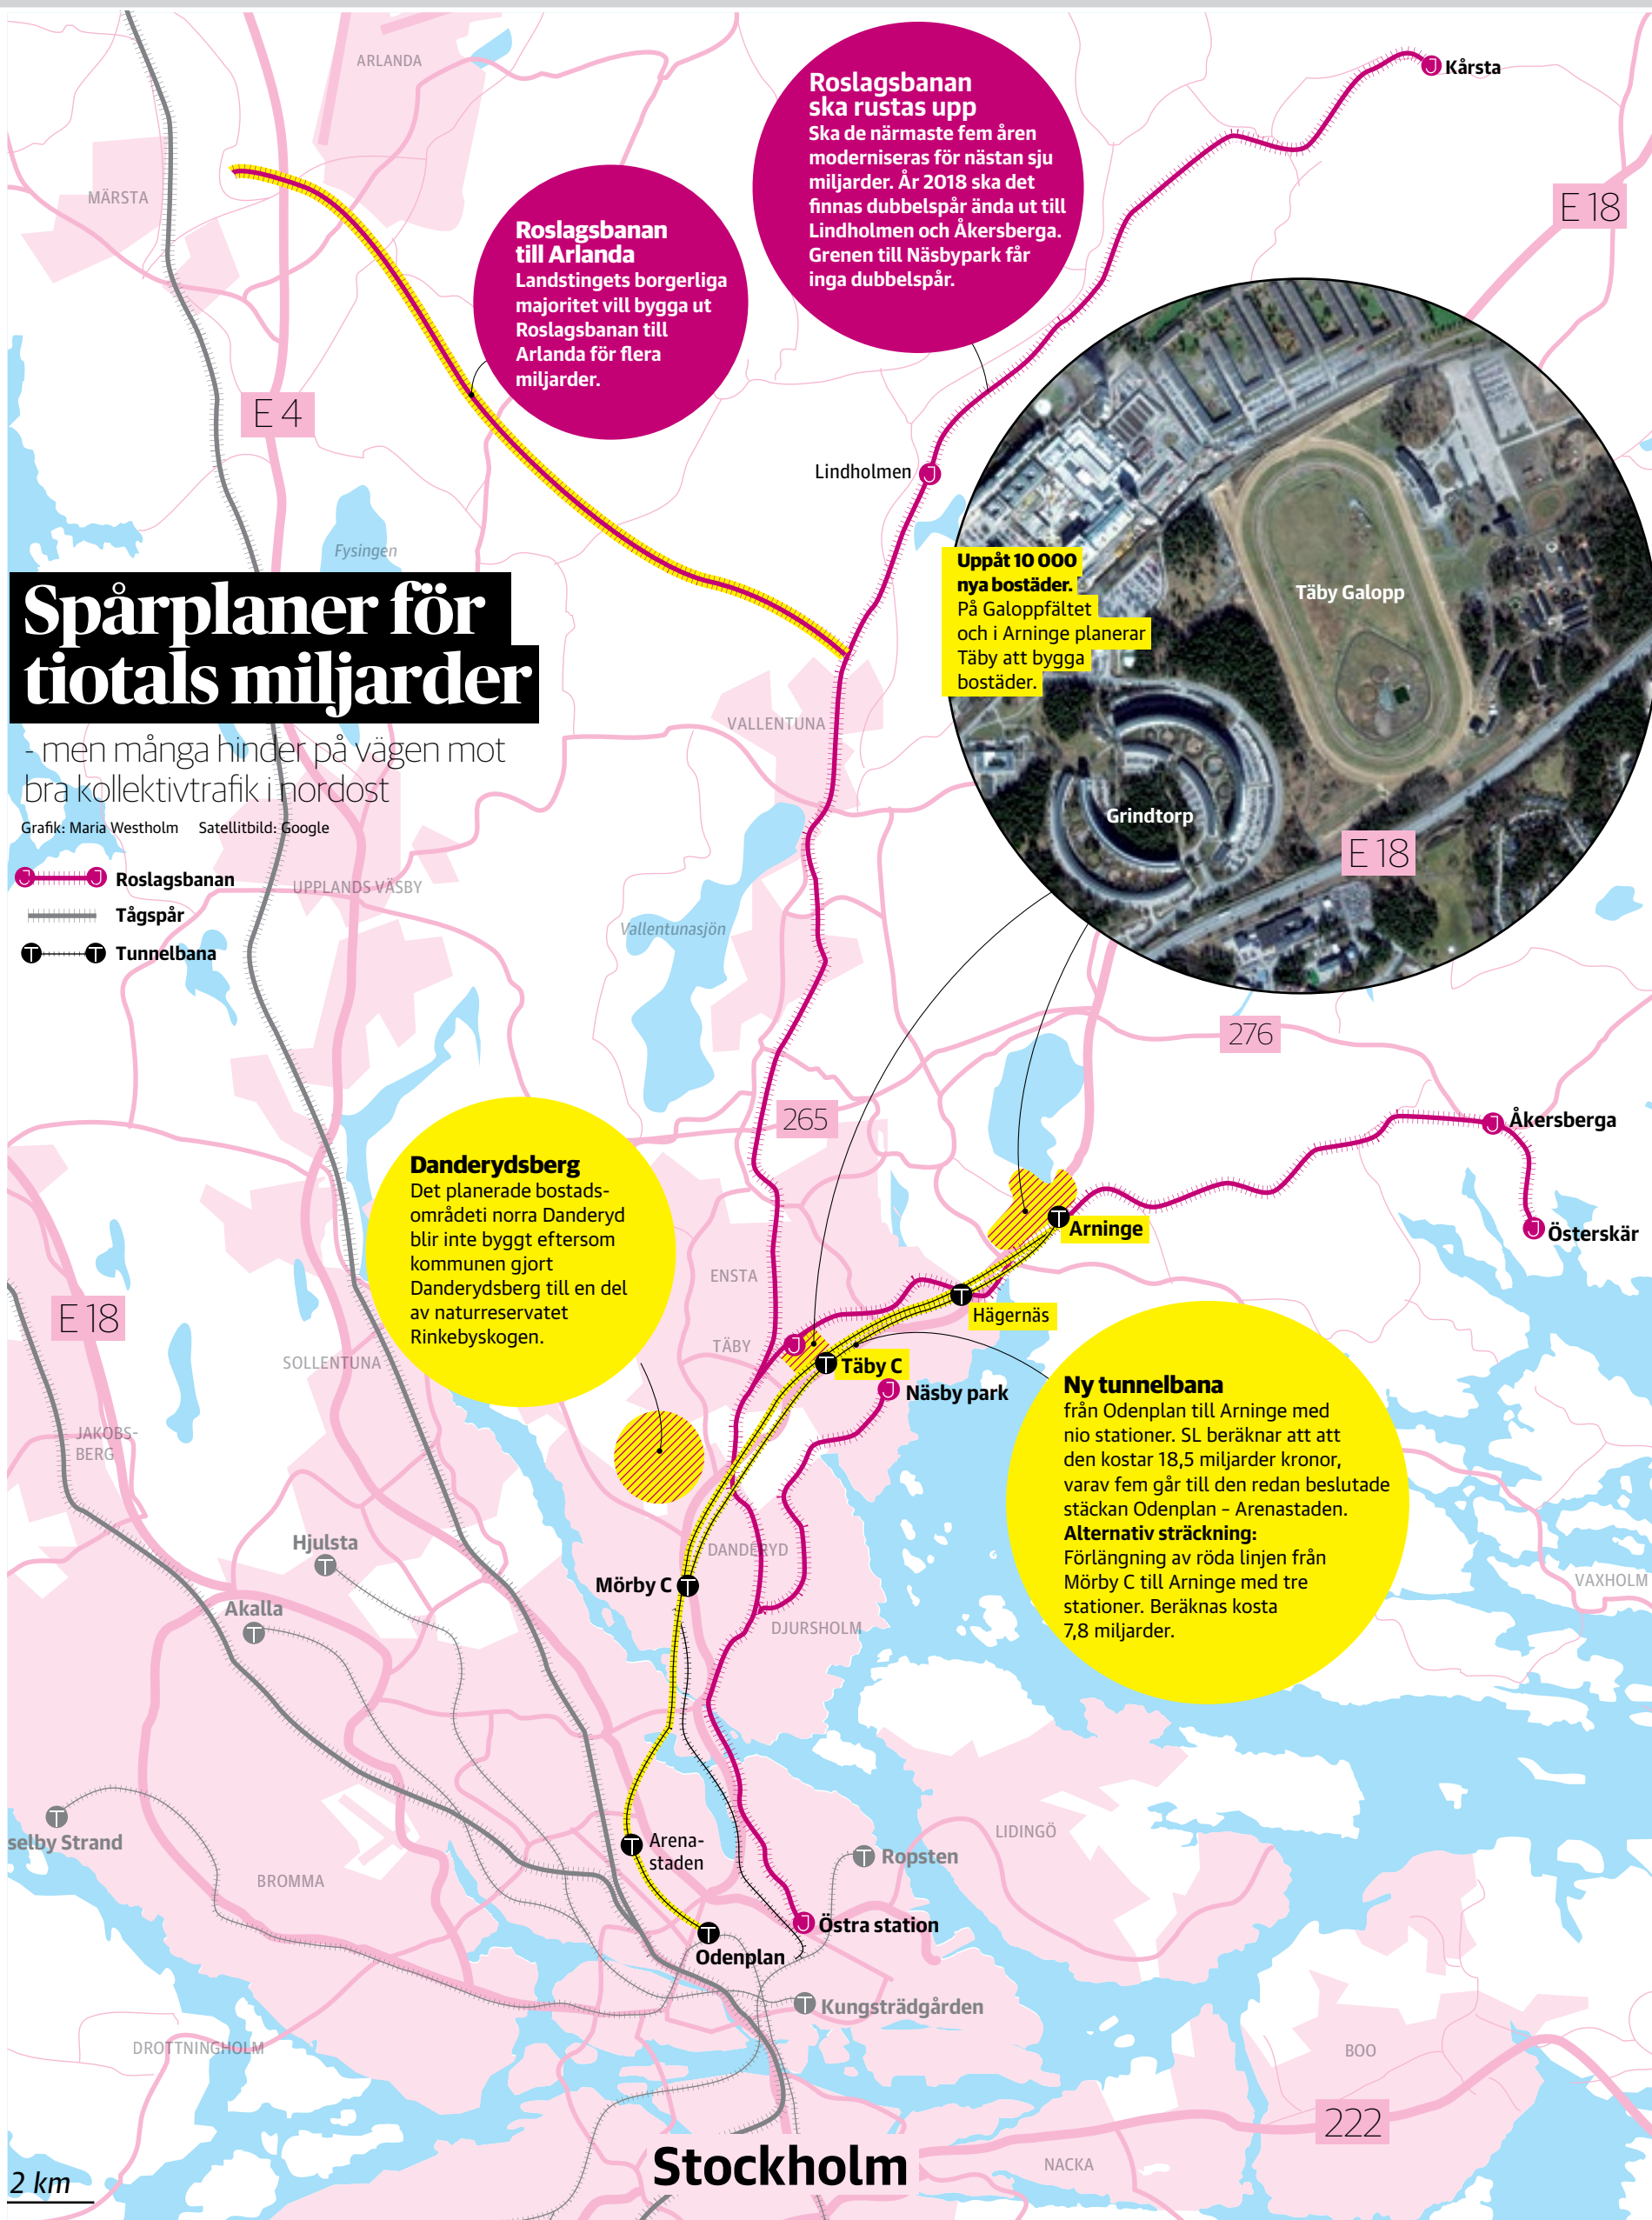 ARLANDA
Kårsta
Roslagsbanan
ska rustas upp
Ska de närmaste fem åren
moderniseras för nästan sju
miljarder. År 2018 ska det
finnas dubbelspår ända ut till
Lindholmen och Åkersberga.
Grenen till Näsbypark får
inga dubbelspår.
MÄRSTA
E 18
Roslagsbanan
till Arlanda
Landstingets borgerliga
majoritet vill bygga ut
Roslagsbanan till
Arlanda för flera
miljarder.
E 4
Lindholmen
Fysingen
Uppåt 10 000
nya bostäder.
På Galoppfältet
och i Arninge planerar
Täby att bygga
bostäder.
Täby Galopp
Grindtorp
E 18
Spårplaner för
tiotals miljarder
- men många hinder på vägen mot
bra kollektivtrafik i nordost
Grafik: Maria Westholm Satellitbild: Google
J J Roslagsbanan
Tågspår
T T Tunnelbana
VALLENTUNA
UPPLANDS VÄSBY
Vallentunasjön
276
265
Åkersberga
Österskär
Danderydsberg
Det planerade bostads-
områdeti norra Danderyd
blir inte byggt eftersom
kommunen gjort
Danderydsberg till en del
av naturreservatet
Rinkebyskogen.
Arninge
ENSTA
Hägernäs
E 18
SOLLENTUNA
TÄBY
Täby C
Näsby park
Ny tunnelbana
från Odenplan till Arninge med
nio stationer. SL beräknar att att
den kostar 18,5 miljarder kronor,
varav fem går till den redan beslutade
stäckan Odenplan – Arenastaden.
Alternativ sträckning:
Förlängning av röda linjen från
Mörby C till Arninge med tre
stationer. Beräknas kosta
7,8 miljarder.
JAKOBS-
BERG
Hjulsta
DANDERYD
Mörby C
Akalla
DJURSHOLM
VAXHOLM
selby Strand
Arena-
staden
LIDINGÖ
Ropsten
BROMMA
Östra station
Odenplan
Kungsträdgården
DROTTNINGHOLM
BOO
222
Stockholm
NACKA
2 km